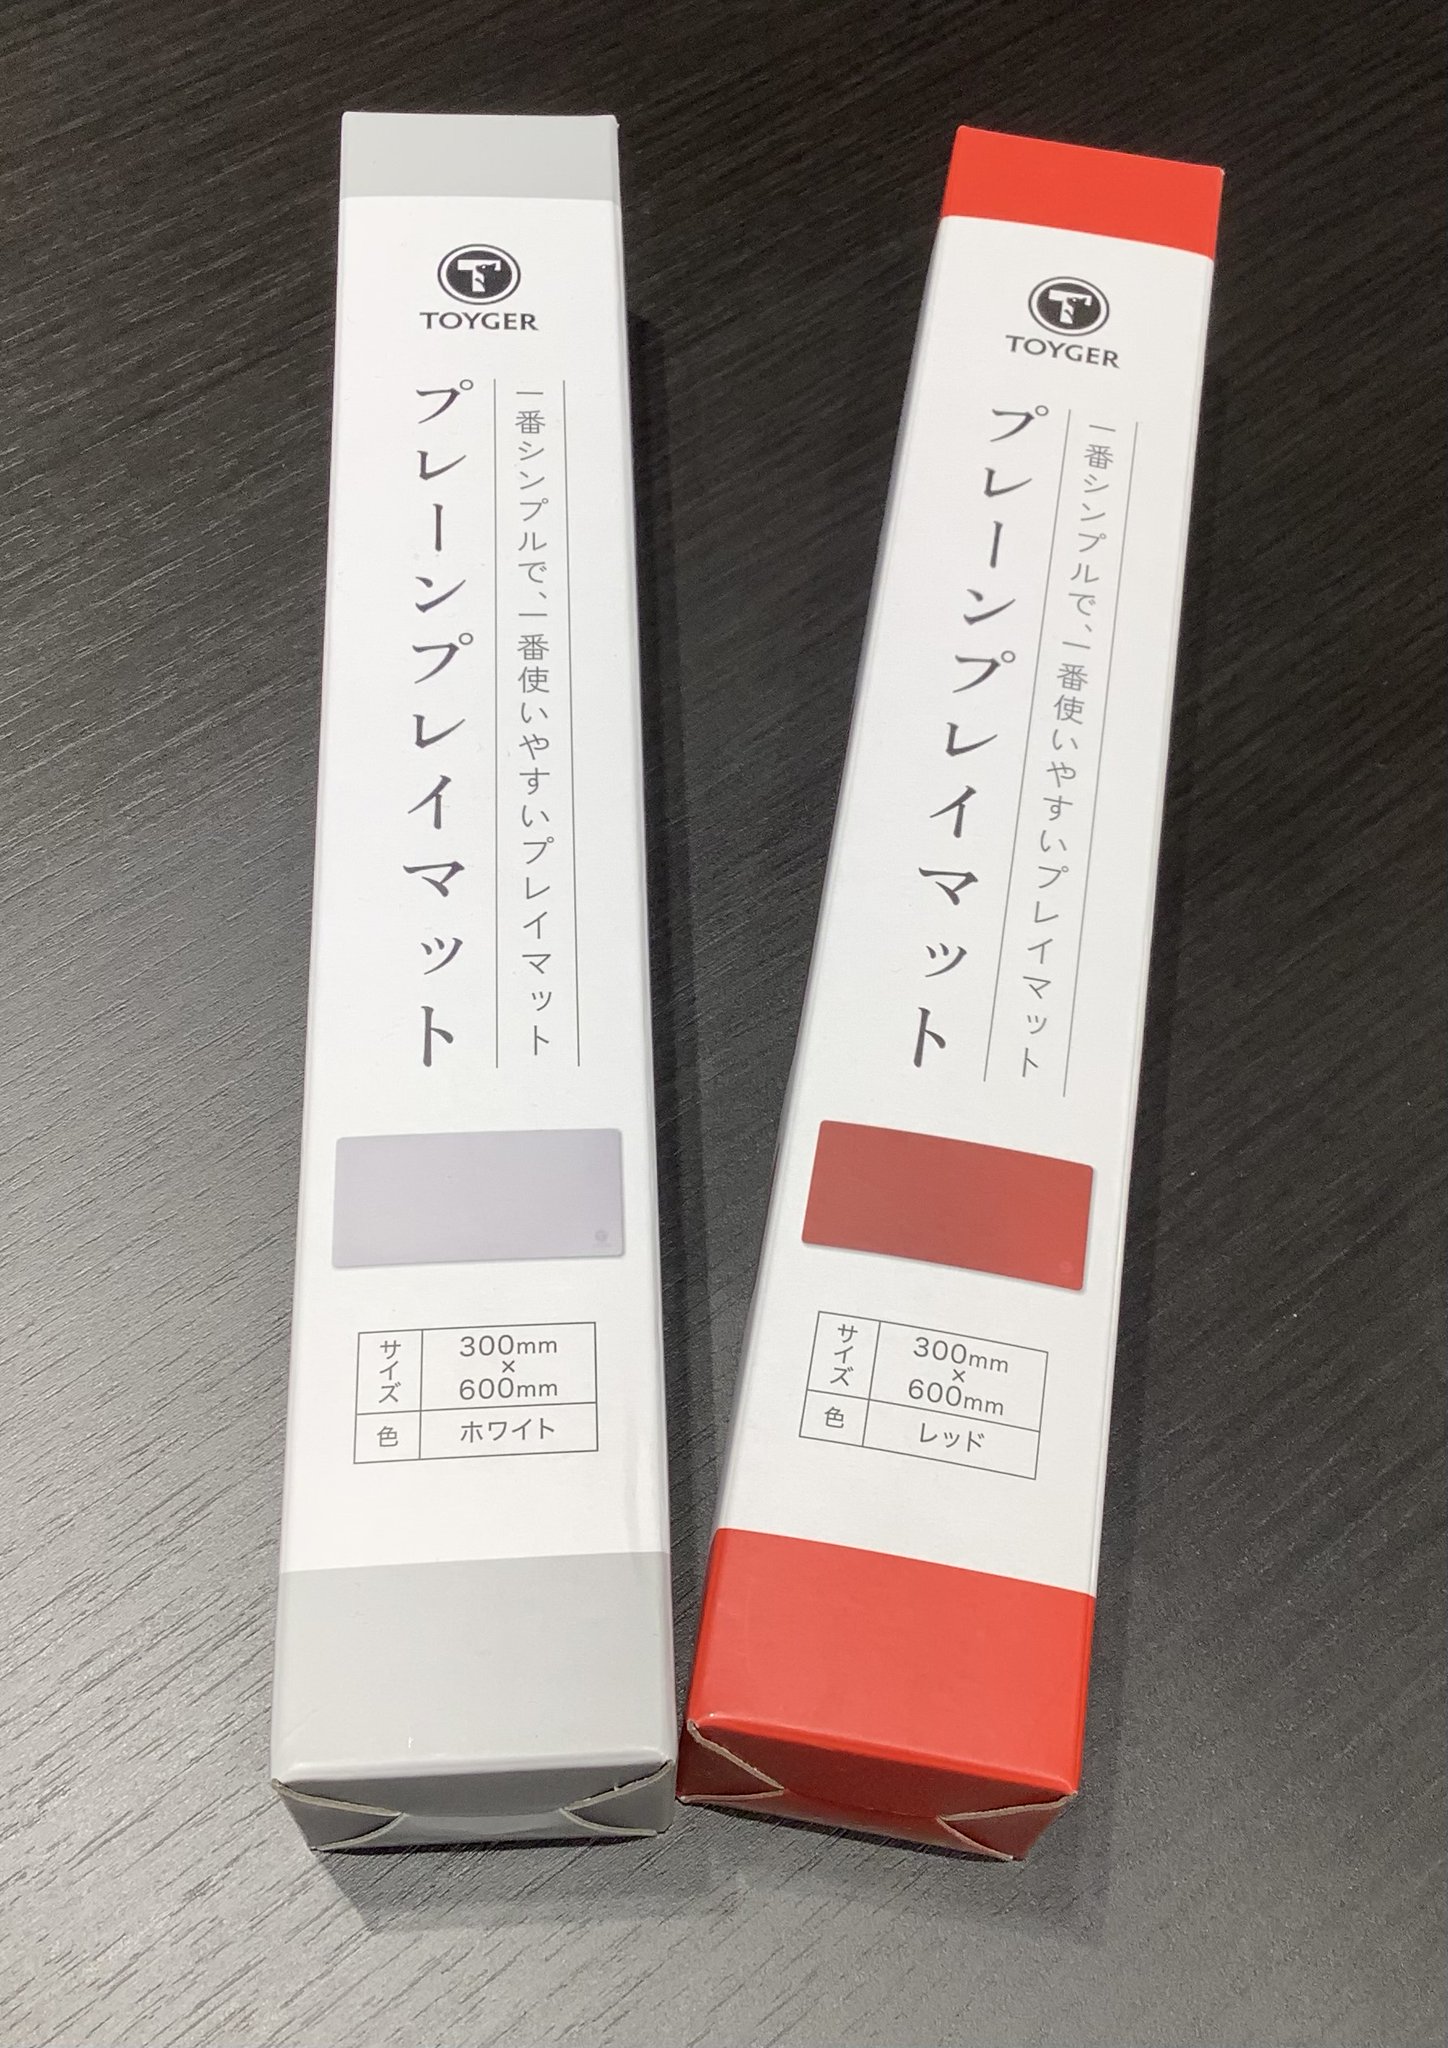 TOYGER
一番シンプルで、一番使いやすいプレイマット
プレーンプレイマット
サイズ
300mm
×
600mm
色
ホワイト
TOYGER
一番シンプルで、一番使いやすいプレイマット
プレーンプレイマット
サイズ
300mm
×
600mm
色
レッド